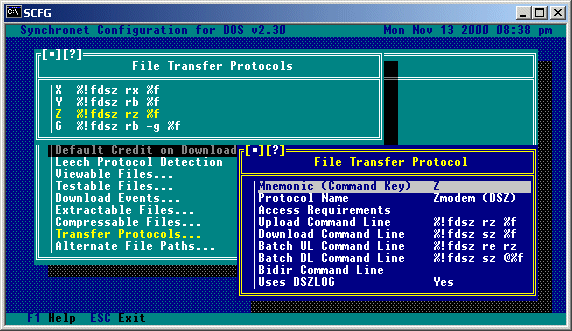 SCFG
Synchronet Configuration for DOS v2.30 Mon Nov 13 2000 08:38 pm
[▪][?]
File Transfer Protocols
X %!fdsz rx %f
Y %!fdsz rb %f
Z %!fdsz rz %f
G %!fdsz rb -g %f
Default Credit on Download
Leech Protocol Detection
Viewable Files...
Testable Files...
Download Events...
Extractable Files...
Compressable Files...
Transfer Protocols...
Alternate File Paths...
[▪][?]
File Transfer Protocol
Mnemonic (Command Key) Z
Protocol Name Zmodem (DSZ)
Access Requirements
Upload Command Line %!fdsz rz %f
Download Command Line %!fdsz sz %f
Batch UL Command Line %!fdsz re rz
Batch DL Command Line %!fdsz sz @%f
Bidir Command Line
Uses DSZLOG Yes
F1 Help ESC Exit